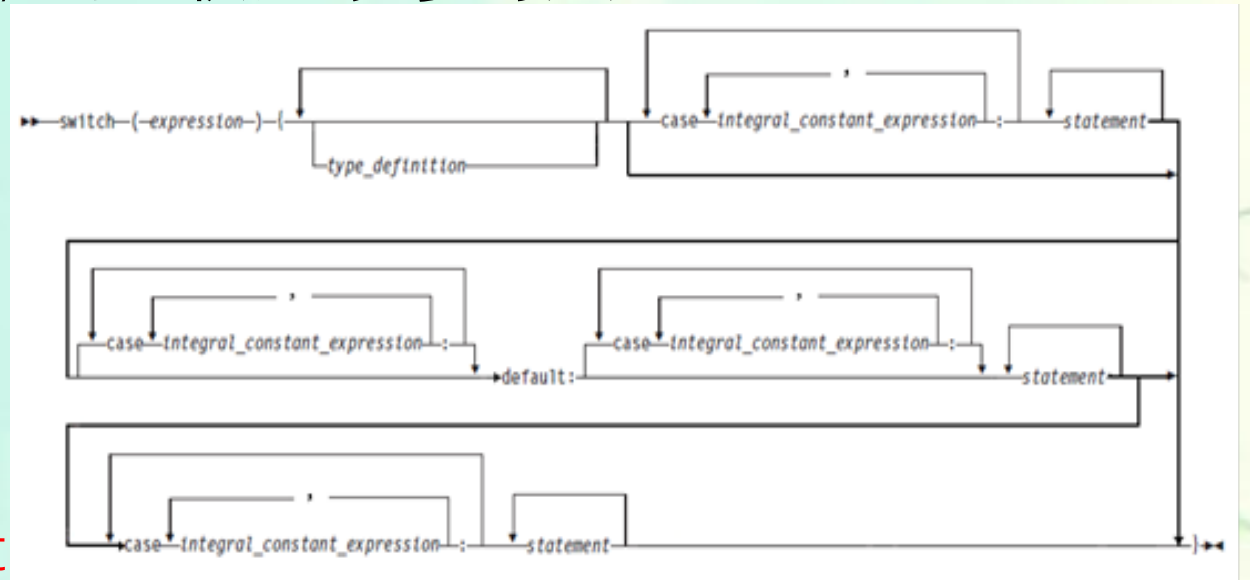 switch ( expression ) { case integral_constant_expression : statement
,
type_definition
, ,
case integral_constant_expression : default: case integral_constant_expression : statement
,
case integral_constant_expression : statement }